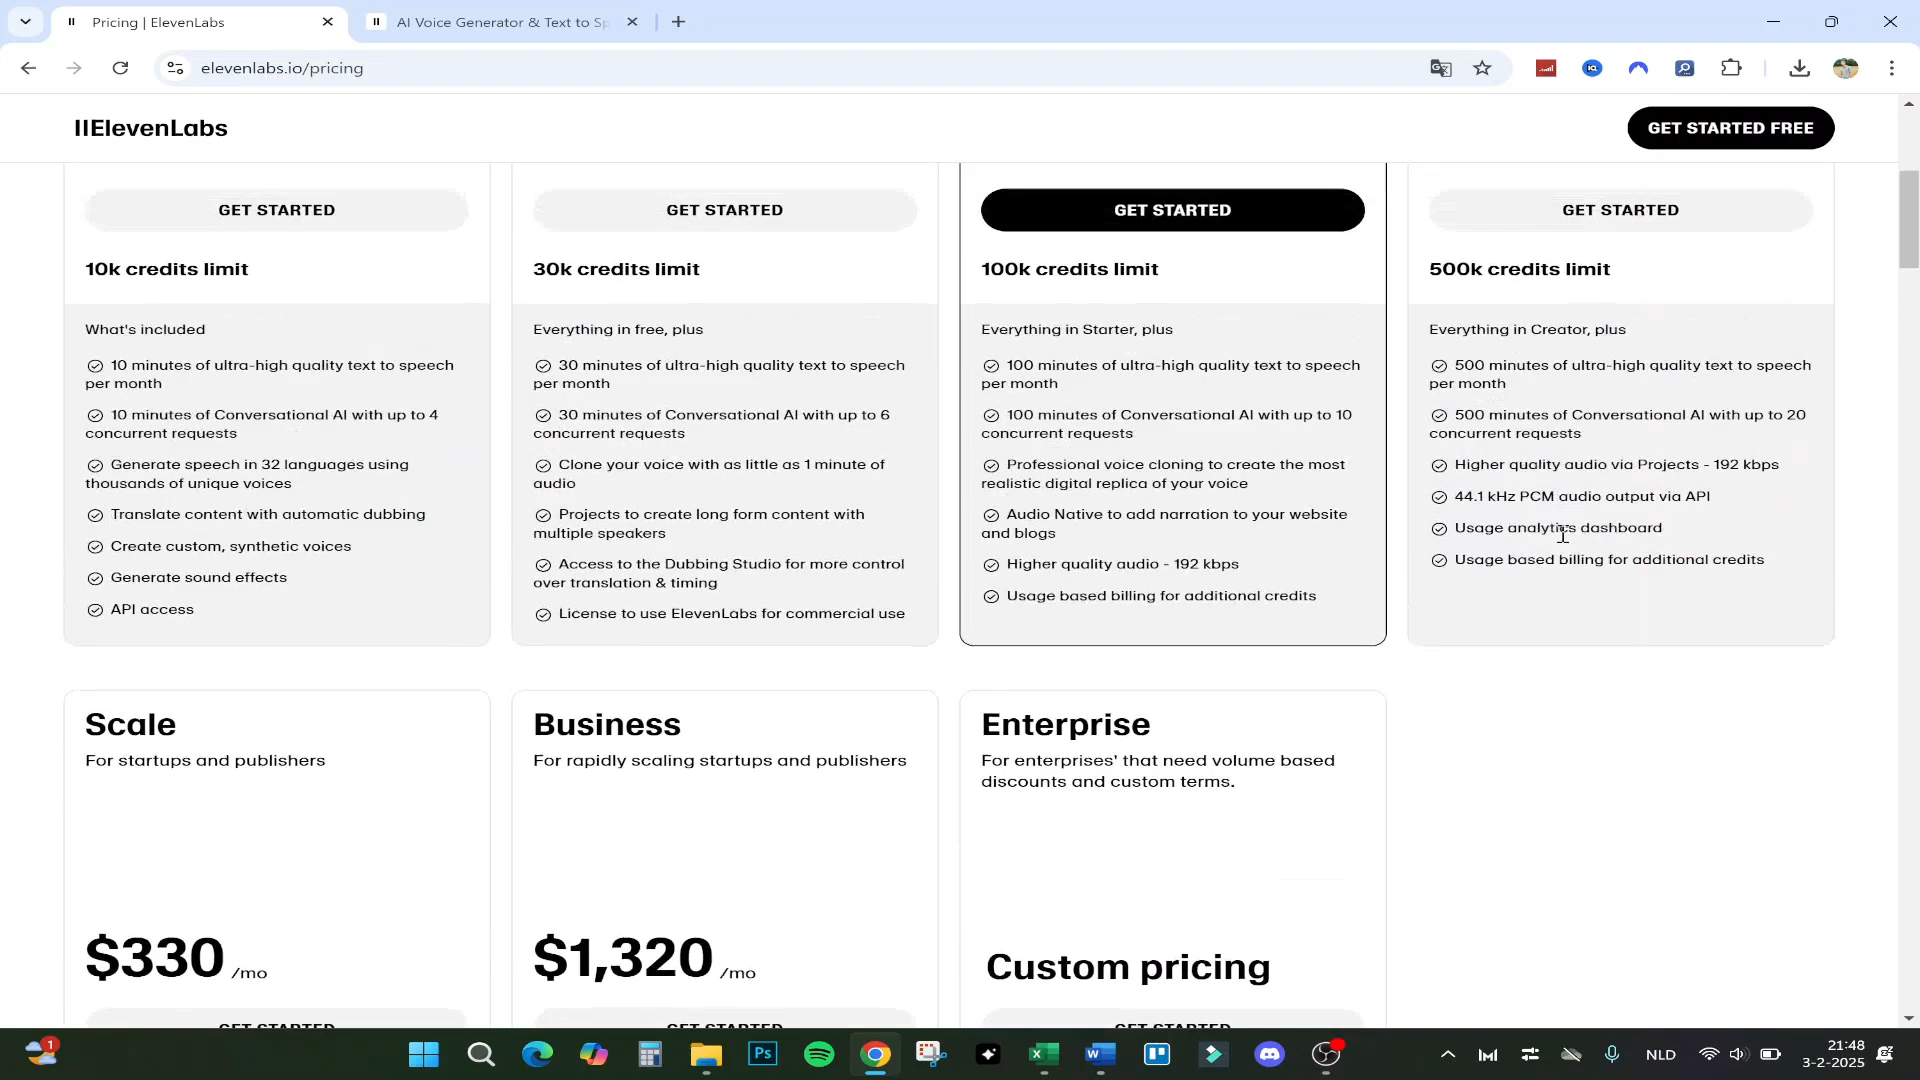 Pricing | ElevenLabs
AI Voice Generator & Text to Sp
elevenlabs.io/pricing
IIElevenLabs
GET STARTED FREE
GET STARTED
10k credits limit
What's included
10 minutes of ultra-high quality text to speech
per month
10 minutes of Conversational AI with up to 4
concurrent requests
Generate speech in 32 languages using
thousands of unique voices
Translate content with automatic dubbing
Create custom, synthetic voices
Generate sound effects
API access
GET STARTED
30k credits limit
Everything in free, plus
30 minutes of ultra-high quality text to speech
per month
30 minutes of Conversational AI with up to 6
concurrent requests
Clone your voice with as little as 1 minute of
audio
Projects to create long form content with
multiple speakers
Access to the Dubbing Studio for more control
over translation & timing
License to use ElevenLabs for commercial use
GET STARTED
100k credits limit
Everything in Starter, plus
100 minutes of ultra-high quality text to speech
per month
100 minutes of Conversational AI with up to 10
concurrent requests
Professional voice cloning to create the most
realistic digital replica of your voice
Audio Native to add narration to your website
and blogs
Higher quality audio - 192 kbps
Usage based billing for additional credits
GET STARTED
500k credits limit
Everything in Creator, plus
500 minutes of ultra-high quality text to speech
per month
500 minutes of Conversational AI with up to 20
concurrent requests
Higher quality audio via Projects - 192 kbps
44.1 kHz PCM audio output via API
Usage analytics dashboard
Usage based billing for additional credits
Scale
For startups and publishers
$330 /mo
GET STARTED
Business
For rapidly scaling startups and publishers
$1,320 /mo
GET STARTED
Enterprise
For enterprises' that need volume based
discounts and custom terms.
Custom pricing
GET STARTED
1
Ps
NLD
21:48
3-2-2025